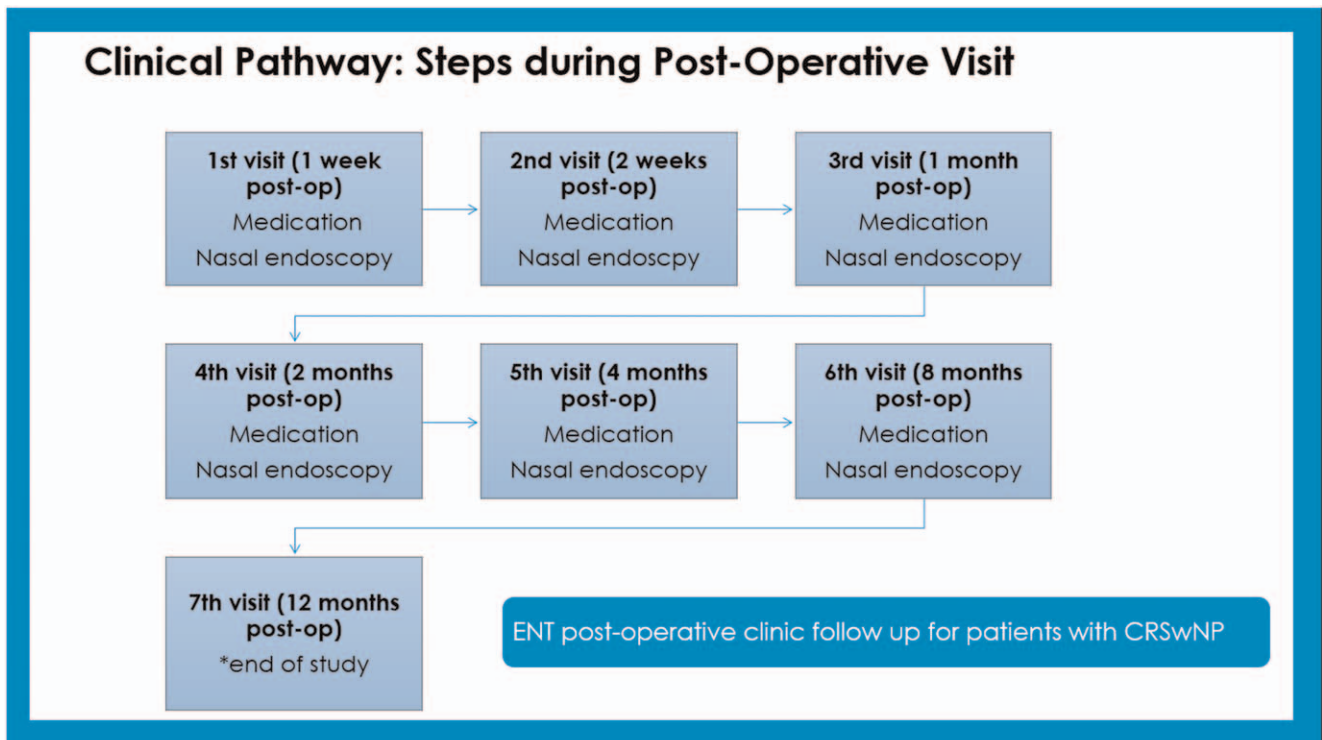 Clinical Pathway: Steps during Post-Operative Visit
1st visit (1 week
post-op)
Medication
Nasal endoscopy
2nd visit (2 weeks
post-op)
Medication
Nasal endoscpy
3rd visit (1 month
post-op)
Medication
Nasal endoscopy
4th visit (2 months
post-op)
Medication
Nasal endoscopy
5th visit (4 months
post-op)
Medication
Nasal endoscopy
6th visit (8 months
post-op)
Medication
Nasal endoscopy
7th visit (12 months
post-op)
*end of study
ENT post-operative clinic follow up for patients with CRSwNP